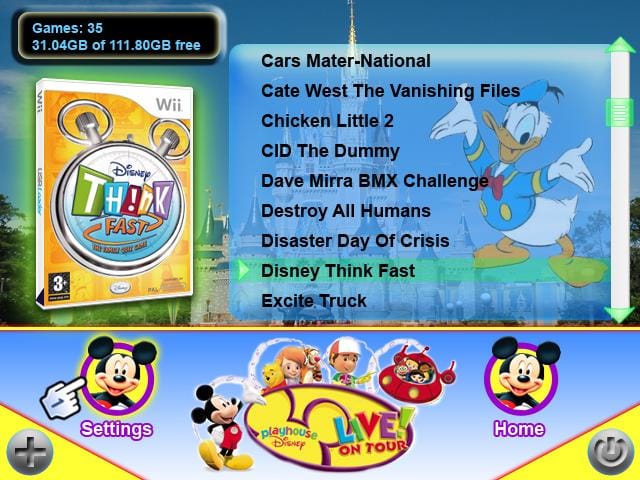 Games: 35
31.04GB of 111.80GB free
Wii
Disney
TH!NK
FAST
THE FAMILY QUIZ GAME
3+
PAL
Disney
Cars Mater-National
Cate West The Vanishing Files
Chicken Little 2
CID The Dummy
Dave Mirra BMX Challenge
Destroy All Humans
Disaster Day Of Crisis
Disney Think Fast
Excite Truck
Settings
playhouse
Disney
LIVE!
ON TOUR
Home